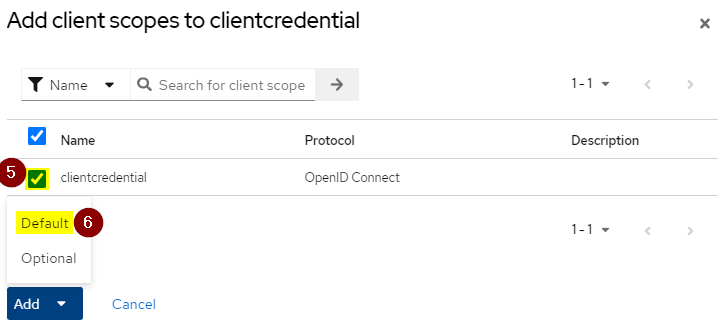 Add client scopes to clientcredential
Name Search for client scope 1 - 1
Name Protocol Description
5 clientcredential OpenID Connect
Default 6
1 - 1
Optional
Add Cancel